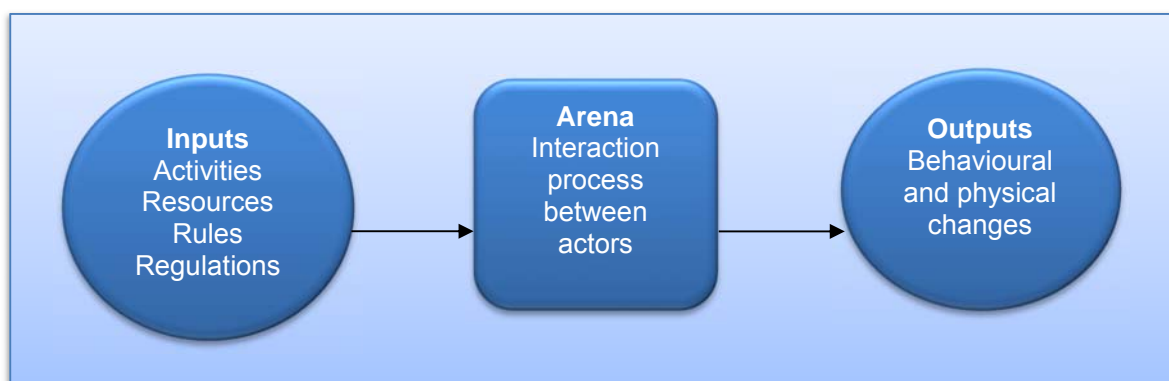 Inputs
Activities
Resources
Rules
Regulations
Arena
Interaction
process
between
actors
Outputs
Behavioural
and physical
changes